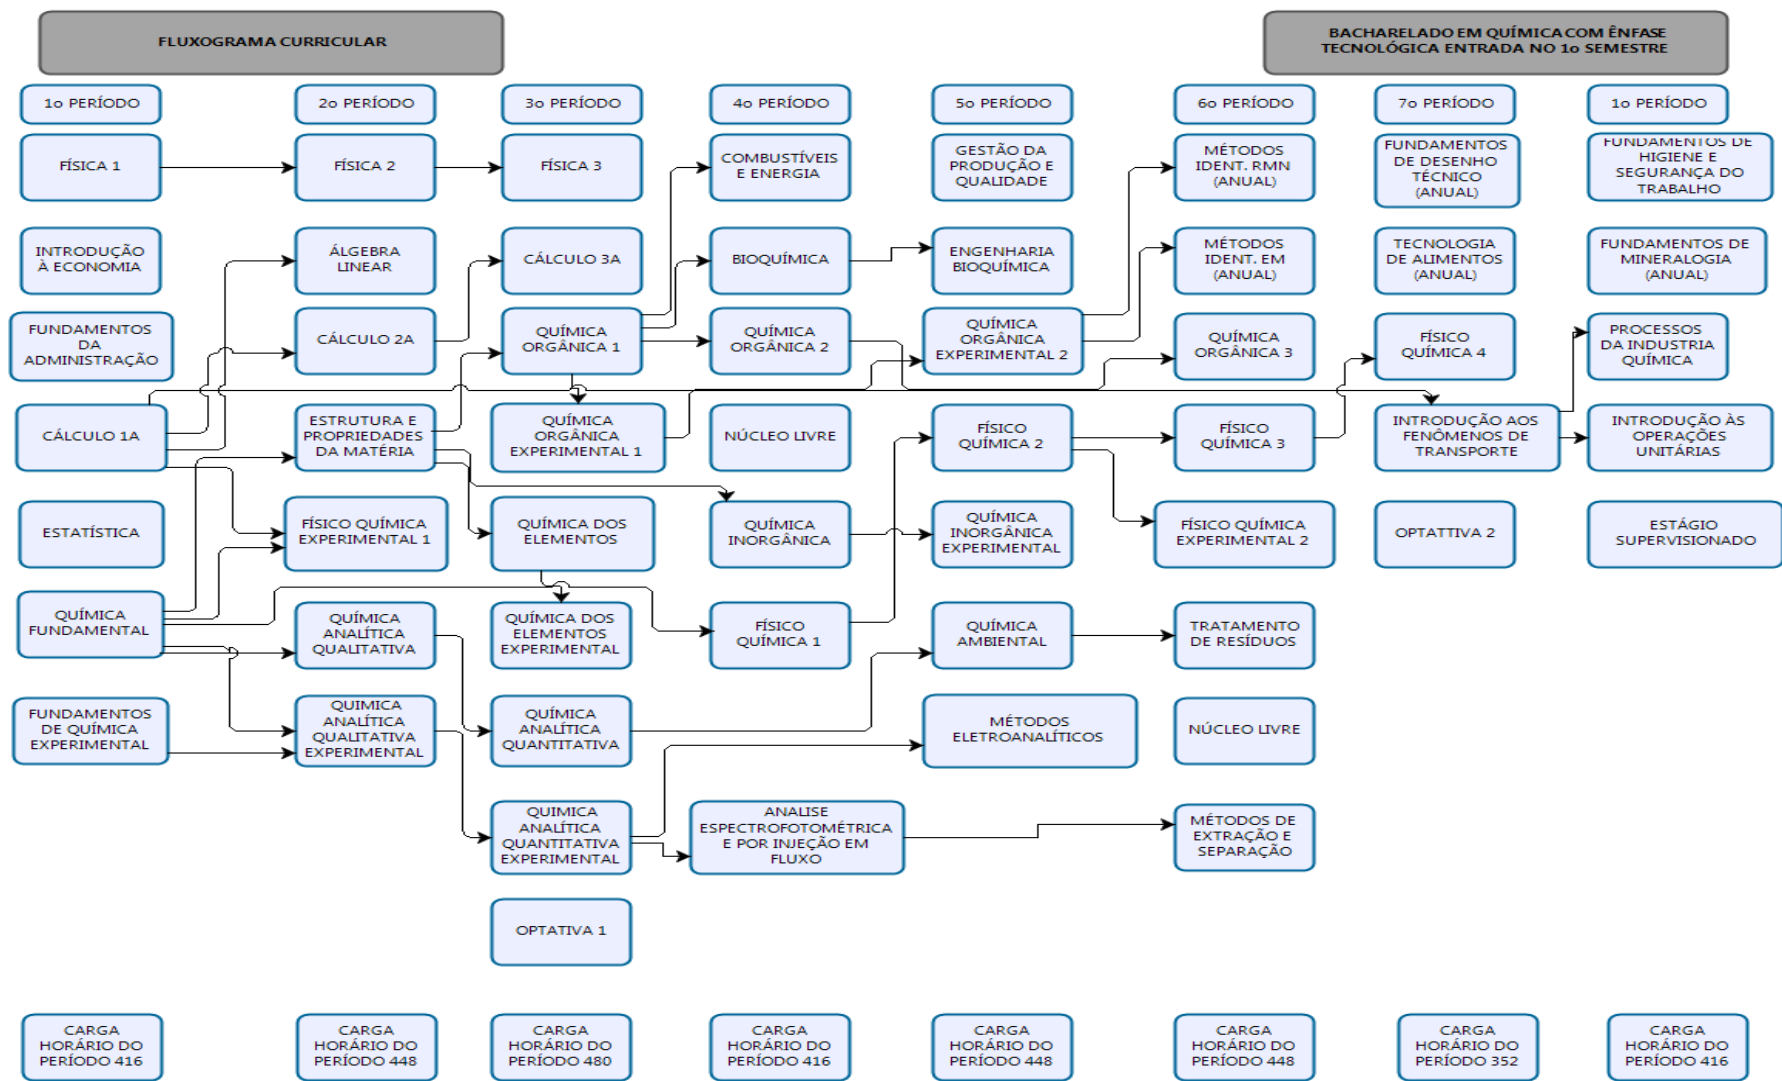 FLUXOGRAMA CURRICULAR
BACHARELADO EM QUÍMICA COM ÊNFASE
TECNOLÓGICA ENTRADA NO 1o SEMESTRE
1o PERÍODO
2o PERÍODO
3o PERÍODO
4o PERÍODO
5o PERÍODO
6o PERÍODO
7o PERÍODO
1o PERÍODO
FÍSICA 1
FÍSICA 2
FÍSICA 3
COMBUSTÍVEIS
E ENERGIA
GESTÃO DA
PRODUÇÃO E
QUALIDADE
MÉTODOS
IDENT. RMN
(ANUAL)
FUNDAMENTOS
DE DESENHO
TÉCNICO
(ANUAL)
FUNDAMENTOS DE
HIGIENE E
SEGURANÇA DO
TRABALHO
INTRODUÇÃO
À ECONOMIA
ÁLGEBRA
LINEAR
CÁLCULO 3A
BIOQUÍMICA
ENGENHARIA
BIOQUÍMICA
MÉTODOS
IDENT. EM
(ANUAL)
TECNOLOGIA
DE ALIMENTOS
(ANUAL)
FUNDAMENTOS DE
MINERALOGIA
(ANUAL)
FUNDAMENTOS
DA
ADMINISTRAÇÃO
CÁLCULO 2A
QUÍMICA
ORGÂNICA 1
QUÍMICA
ORGÂNICA 2
QUÍMICA
ORGÂNICA
EXPERIMENTAL 2
QUÍMICA
ORGÂNICA 3
FÍSICO
QUÍMICA 4
PROCESSOS
DA INDUSTRIA
QUÍMICA
CÁLCULO 1A
ESTRUTURA E
PROPRIEDADES
DA MATÉRIA
QUÍMICA
ORGÂNICA
EXPERIMENTAL 1
NÚCLEO LIVRE
FÍSICO
QUÍMICA 2
FÍSICO
QUÍMICA 3
INTRODUÇÃO AOS
FENÔMENOS DE
TRANSPORTE
INTRODUÇÃO ÀS
OPERAÇÕES
UNITÁRIAS
ESTATÍSTICA
FÍSICO QUÍMICA
EXPERIMENTAL 1
QUÍMICA DOS
ELEMENTOS
QUÍMICA
INORGÂNICA
QUÍMICA
INORGÂNICA
EXPERIMENTAL
FÍSICO QUÍMICA
EXPERIMENTAL 2
OPTATTIVA 2
ESTÁGIO
SUPERVISIONADO
QUÍMICA
FUNDAMENTAL
QUÍMICA
ANALÍTICA
QUALITATIVA
QUÍMICA DOS
ELEMENTOS
EXPERIMENTAL
FÍSICO
QUÍMICA 1
QUÍMICA
AMBIENTAL
TRATAMENTO
DE RESÍDUOS
FUNDAMENTOS
DE QUÍMICA
EXPERIMENTAL
QUIMICA
ANALÍTICA
QUALITATIVA
EXPERIMENTAL
QUÍMICA
ANALÍTICA
QUANTITATIVA
MÉTODOS
ELETROANALÍTICOS
NÚCLEO LIVRE
QUIMICA
ANALÍTICA
QUANTITATIVA
EXPERIMENTAL
ANALISE
ESPECTROFOTOMÉTRICA
E POR INJEÇÃO EM
FLUXO
MÉTODOS DE
EXTRAÇÃO E
SEPARAÇÃO
OPTATIVA 1
CARGA
HORÁRIO DO
PERÍODO 416
CARGA
HORÁRIO DO
PERÍODO 448
CARGA
HORÁRIO DO
PERÍODO 480
CARGA
HORÁRIO DO
PERÍODO 416
CARGA
HORÁRIO DO
PERÍODO 448
CARGA
HORÁRIO DO
PERÍODO 448
CARGA
HORÁRIO DO
PERÍODO 352
CARGA
HORÁRIO DO
PERÍODO 416